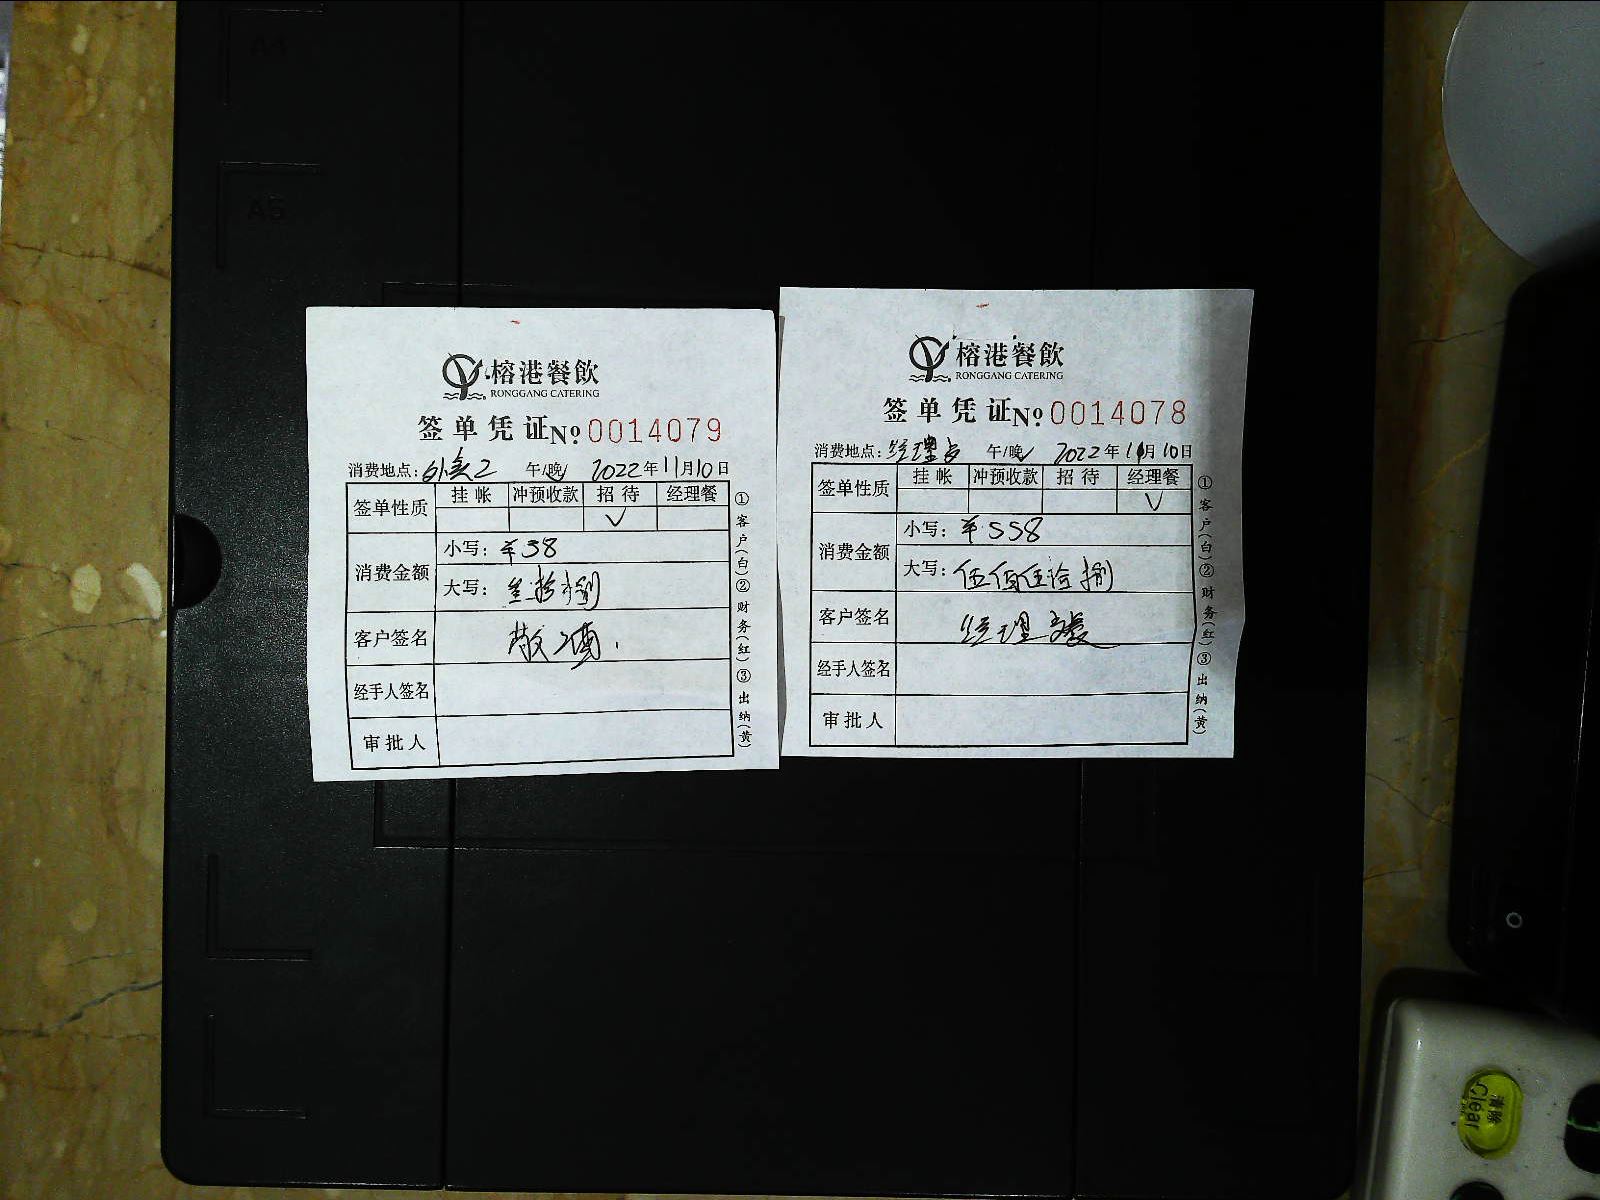 A4
A5
榕港餐飲
RONGGANG CATERING
签单凭证 No 0014079
消费地点: 外卖2 午/晚 2022年11月10日
签单性质 挂帐 冲预收款 招待 经理餐
√
消费金额 小写: ¥38
大写: 叁拾捌
客户签名
经手人签名
审批人
①客户(白)②财务(红)③出纳(黄)
榕港餐飲
RONGGANG CATERING
签单凭证 No 0014078
消费地点: 经理 午/晚 2022年11月10日
签单性质 挂帐 冲预收款 招待 经理餐
√
消费金额 小写: ¥558
大写: 伍佰伍拾捌
客户签名 经理
经手人签名
审批人
①客户(白)②财务(红)③出纳(黄)
清除
Clear